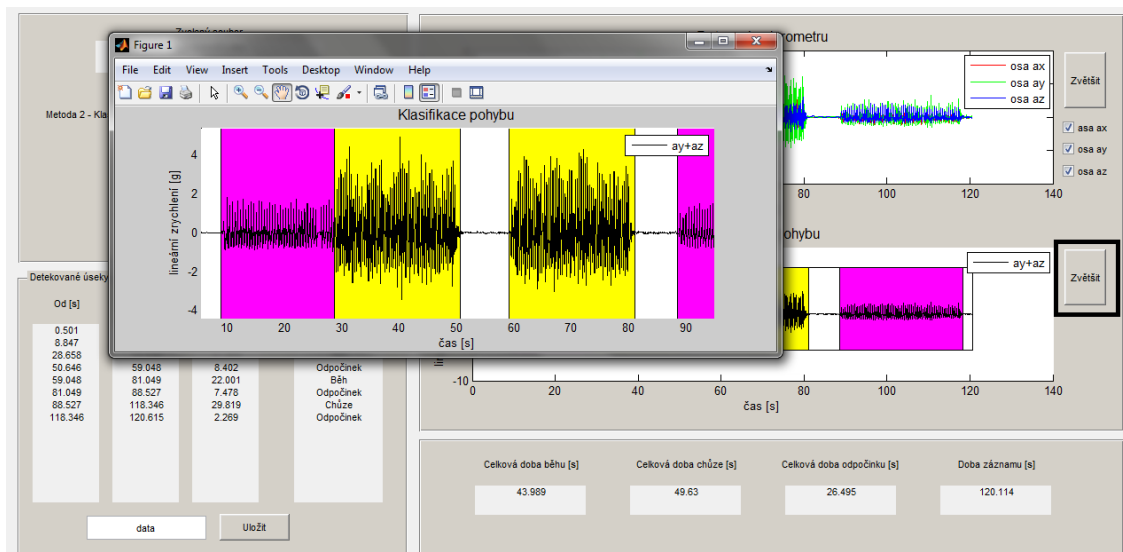 Figure 1
File Edit View Insert Tools Desktop Window Help
Klasifikace pohybu
ay+az
lineární zrychlení [g]
4
2
0
-2
-4
10 20 30 40 50 60 70 80 90
čas [s]
Metoda 2 - Kla
rometru
osa ax
osa ay
osa az
Zvětšit
asa ax
osa ay
osa az
80 100 120 140
ohybu
ay+az
Zvětšit
-10
0 20 40 60 80 100 120 140
čas [s]
Detekované úseky
Od [s]
0.501
8.847
28.658
50.646 59.048 8.402 Odpočinek
59.048 81.049 22.001 Běh
81.049 88.527 7.478 Odpočinek
88.527 118.346 29.819 Chůze
118.346 120.615 2.269 Odpočinek
data Uložit
Celková doba běhu [s] Celková doba chůze [s] Celková doba odpočinku [s] Doba záznamu [s]
43.989 49.63 26.495 120.114